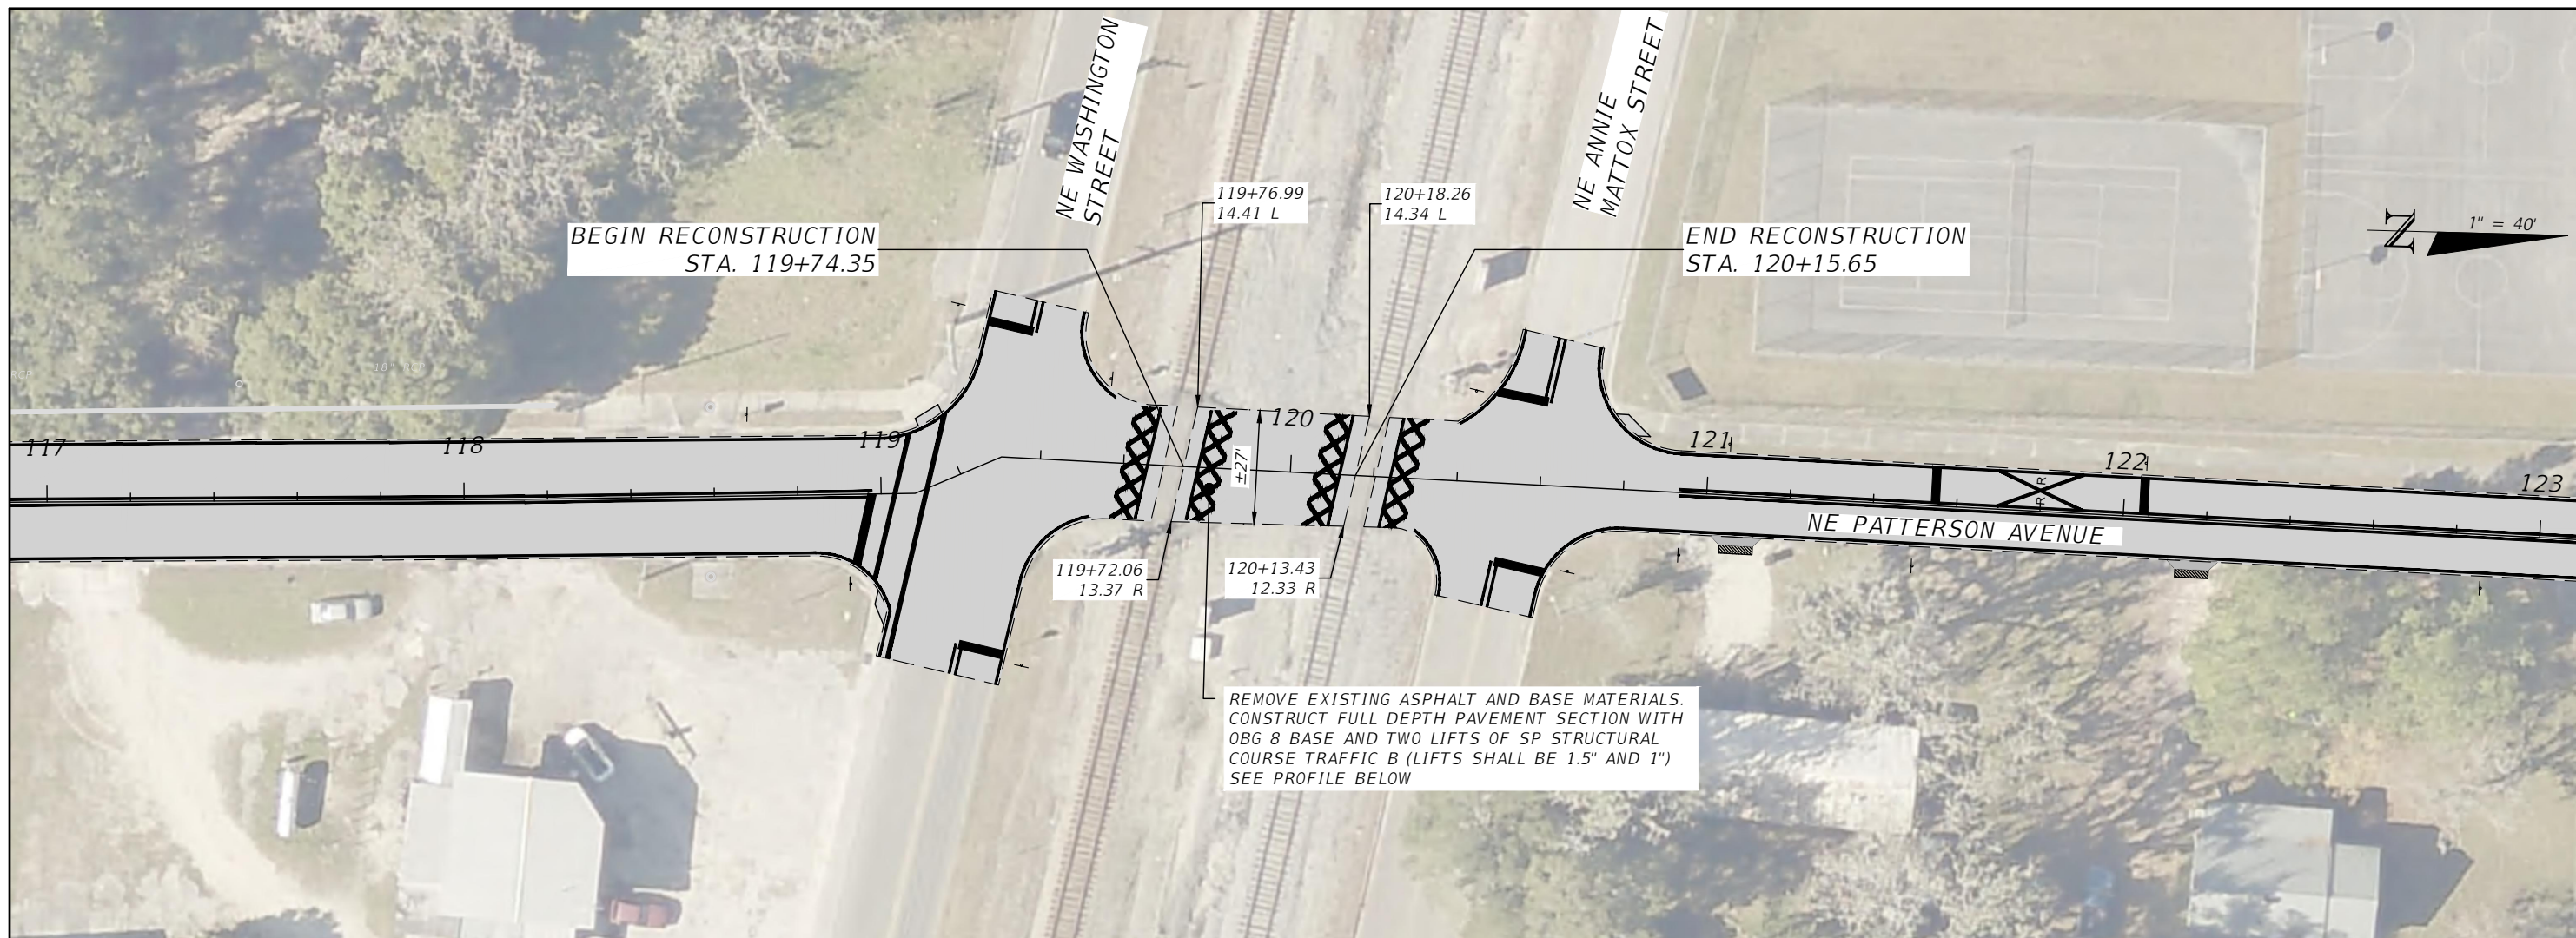 NE WASHINGTON
STREET
NE ANNIE
MATTOX STREET
119+76.99
14.41 L
120+18.26
14.34 L
BEGIN RECONSTRUCTION
STA. 119+74.35
END RECONSTRUCTION
STA. 120+15.65
N
1" = 40'
RCP
18" RCP
117
118
119
120
121
122
123
±27'
R
R
NE PATTERSON AVENUE
119+72.06
13.37 R
120+13.43
12.33 R
REMOVE EXISTING ASPHALT AND BASE MATERIALS.
CONSTRUCT FULL DEPTH PAVEMENT SECTION WITH
OBG 8 BASE AND TWO LIFTS OF SP STRUCTURAL
COURSE TRAFFIC B (LIFTS SHALL BE 1.5" AND 1")
SEE PROFILE BELOW